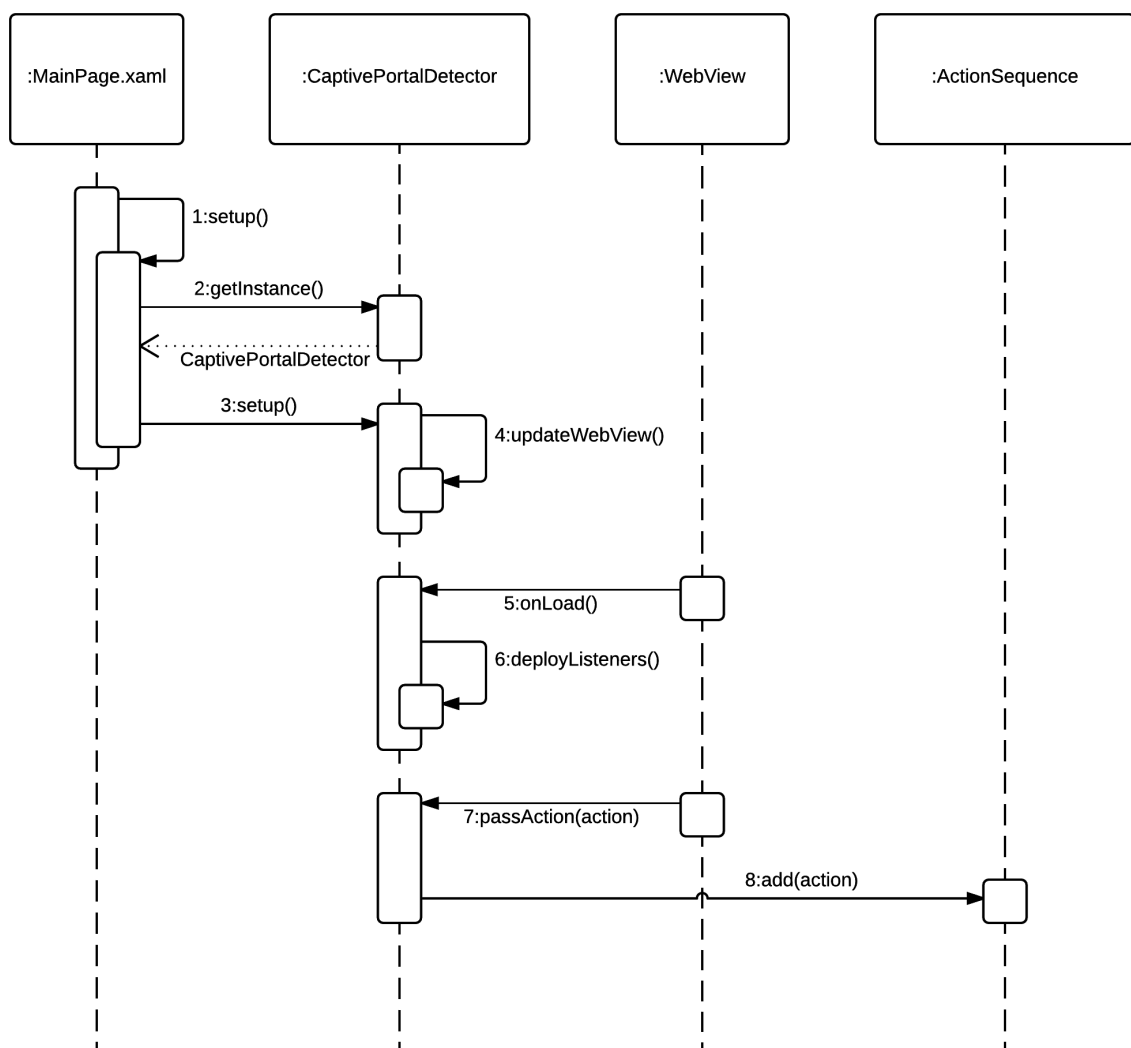 :MainPage.xaml
:CaptivePortalDetector
:WebView
:ActionSequence
1:setup()
2:getInstance()
CaptivePortalDetector
3:setup()
4:updateWebView()
5:onLoad()
6:deployListeners()
7:passAction(action)
8:add(action)